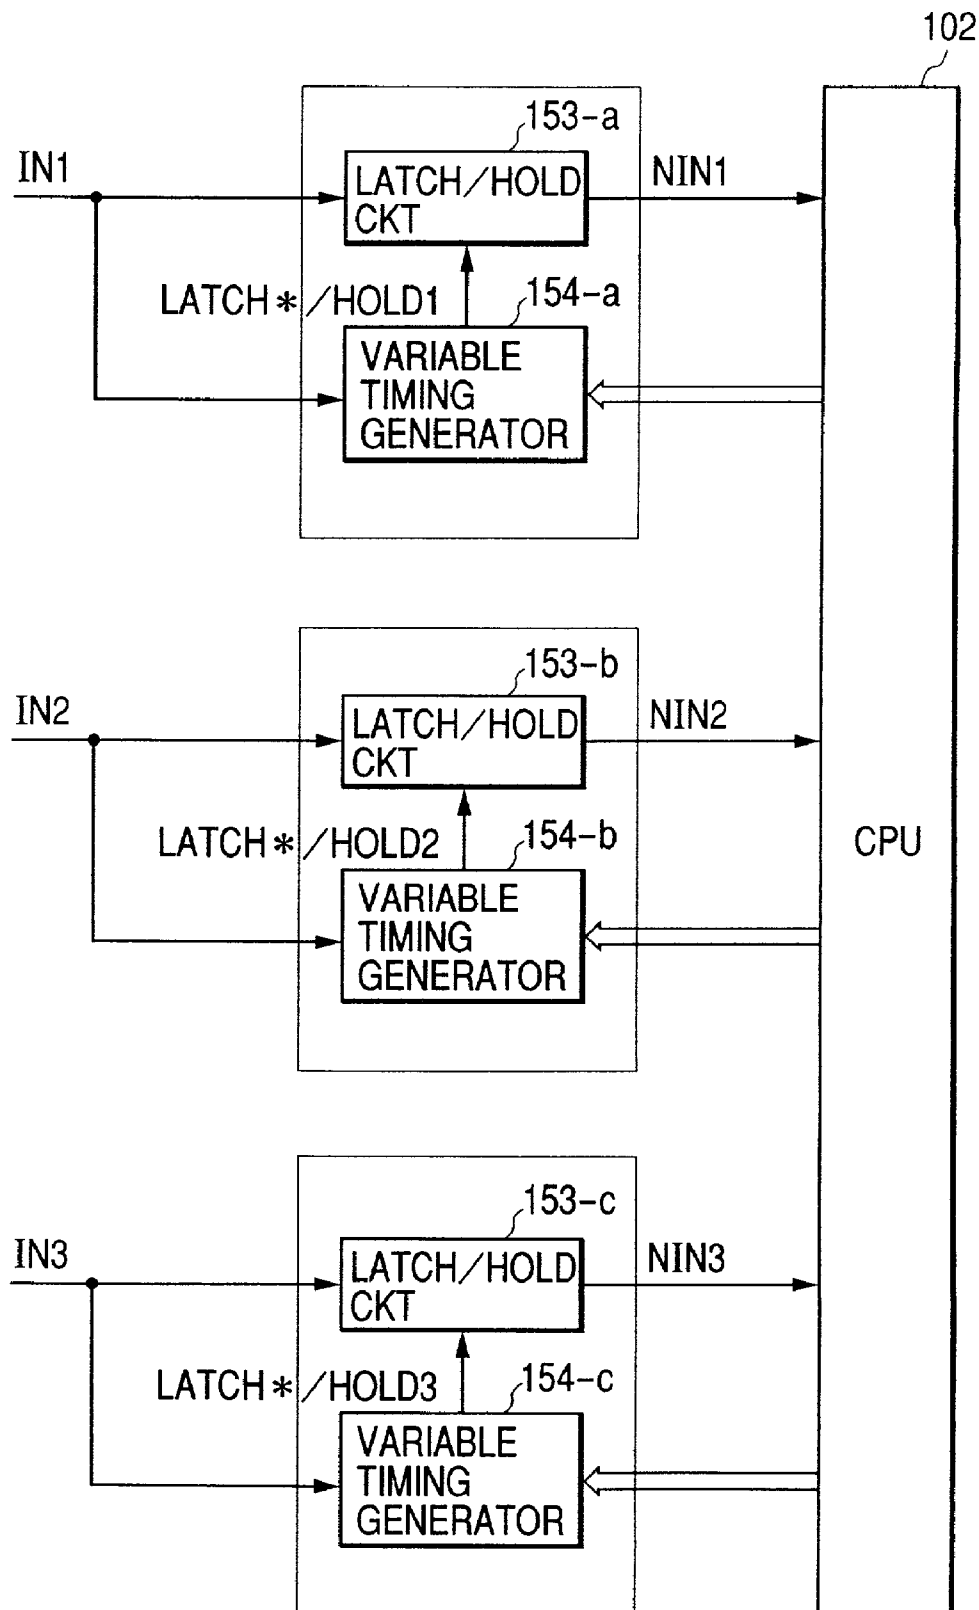 102
153-a
IN1
LATCH/HOLD
CKT
NIN1
LATCH*/HOLD1
154-a
VARIABLE
TIMING
GENERATOR
153-b
IN2
LATCH/HOLD
CKT
NIN2
LATCH*/HOLD2
154-b
CPU
VARIABLE
TIMING
GENERATOR
153-c
IN3
LATCH/HOLD
CKT
NIN3
LATCH*/HOLD3
154-c
VARIABLE
TIMING
GENERATOR